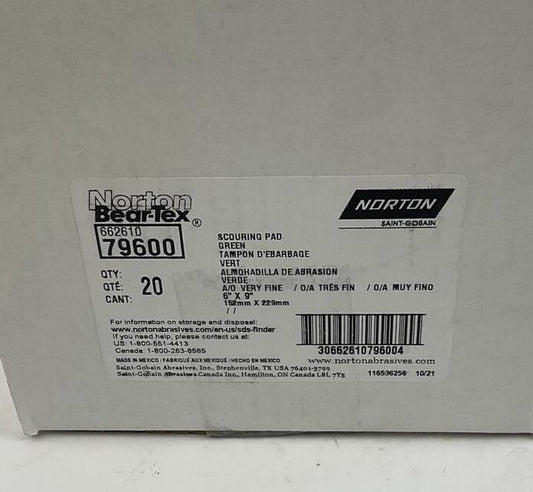 Norton
Bear-Tex®
662610
79600
QTY:
QTÉ: 20
CANT:
NORTON
SAINT-GOBAIN
SCOURING PAD
GREEN
TAMPON D'EBARBAGE
VERT
ALMOHADILLA DE ABRASION
VERDE
A/O VERY FINE / O/A TRÈS FIN / O/A MUY FINO
6" X 9"
152mm X 229mm
/ /
For information on storage and disposal:
www.nortonabrasives.com/en-us/sds-finder
If you need help, please contact us at:
US: 1-800-551-4413
Canada: 1-800-263-6565
MADE IN MEXICO / FABRIQUÉ AUX MEXIQUE / HECHO EN MEXICO
Saint-Gobain Abrasives, Inc., Stephenville, TX USA 76401-3799
Saint-Gobain Abrasives Canada Inc., Hamilton, ON Canada L8L 7Y5
30662610796004
www.nortonabrasives.com
116536256 10/21